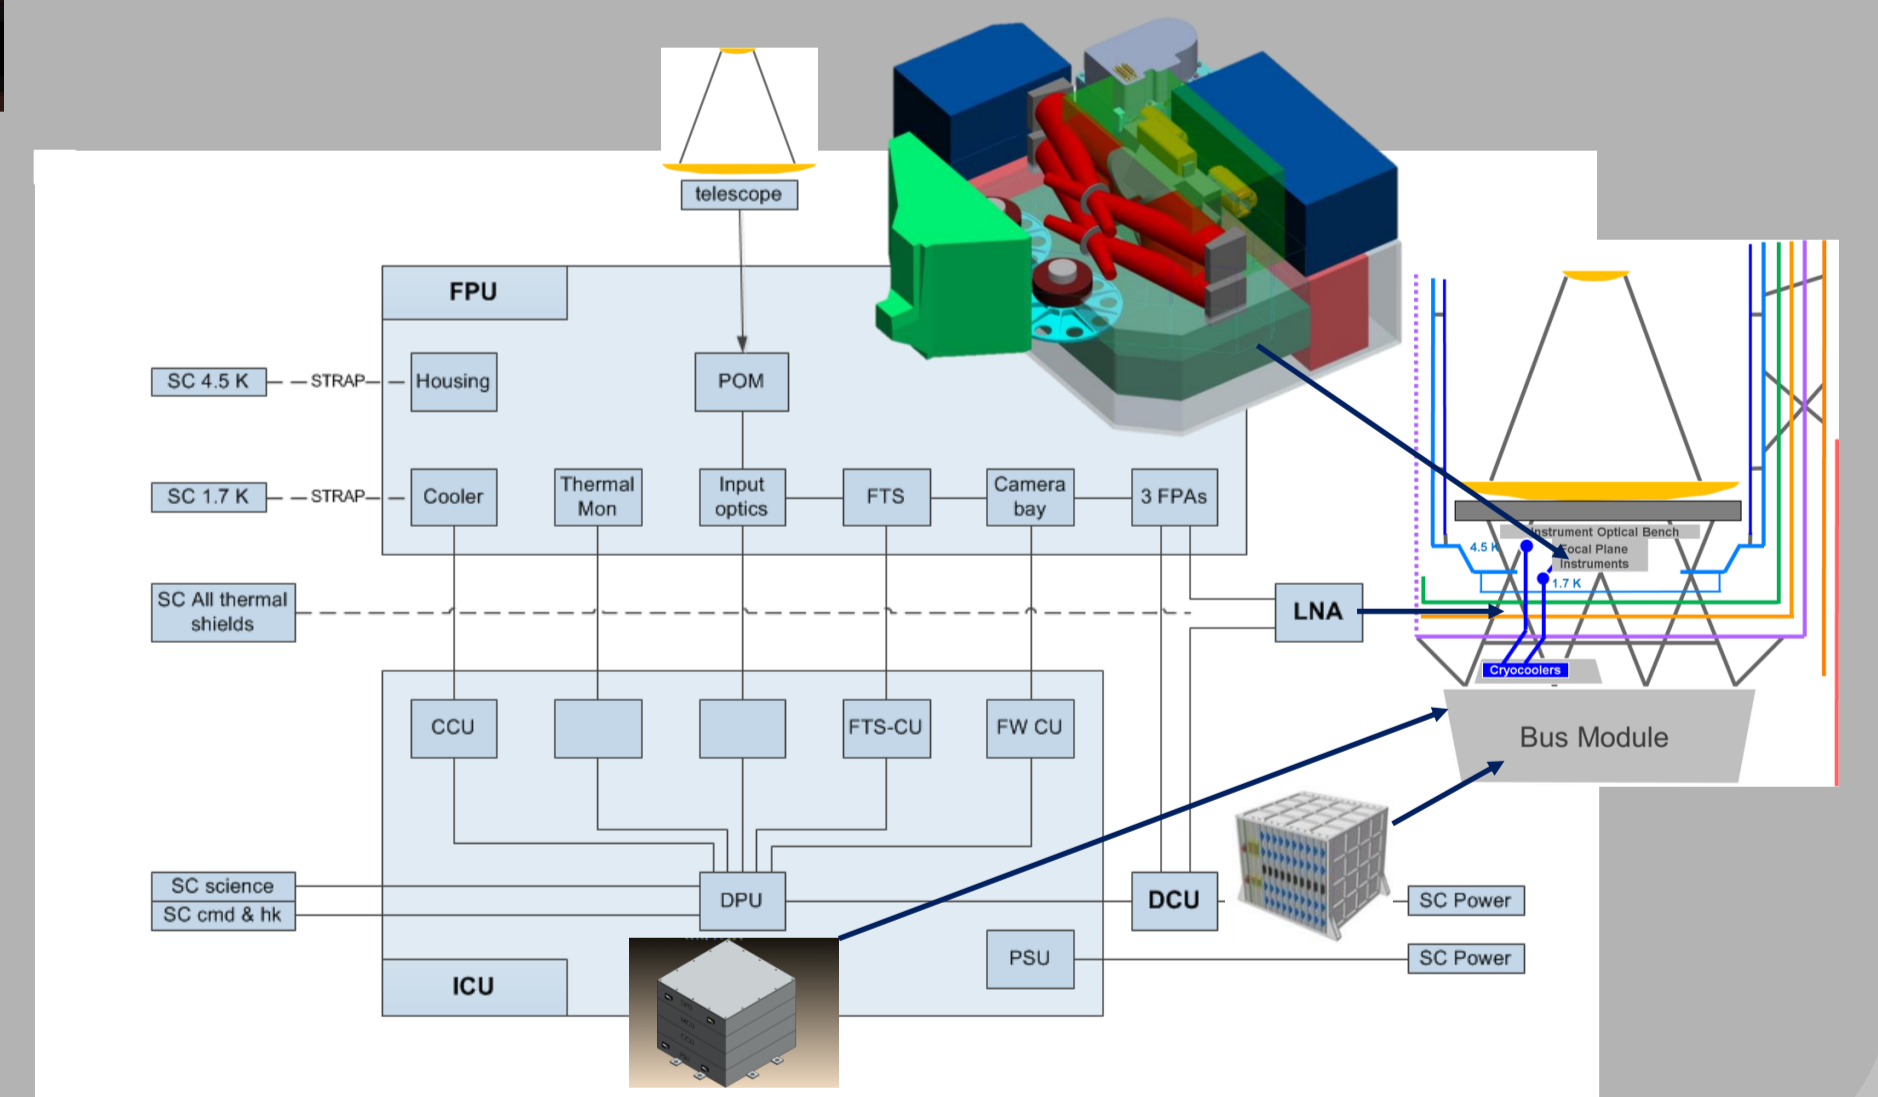 telescope
FPU
SC 4.5 K
STRAP
Housing
POM
SC 1.7 K
STRAP
Cooler
Thermal
Mon
Input
optics
FTS
Camera
bay
3 FPAs
SC All thermal
shields
LNA
CCU
FTS-CU
FW CU
SC science
SC cmd & hk
DPU
DCU
SC Power
PSU
SC Power
ICU
Instrument Optical Bench
4.5 K
Focal Plane
Instruments
1.7 K
Cryocoolers
Bus Module